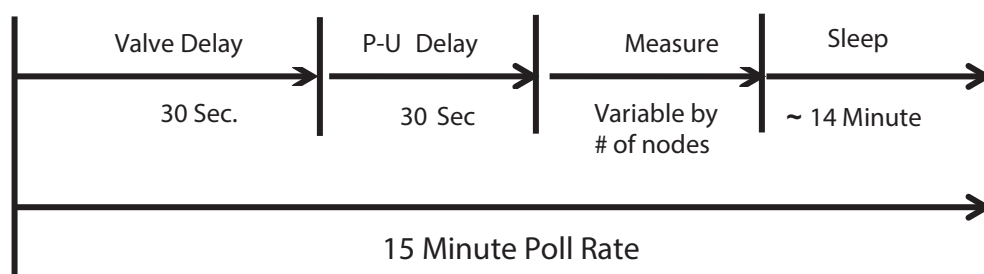 Valve Delay
P-U Delay
Measure
Sleep
30 Sec.
30 Sec
Variable by
# of nodes
~ 14 Minute
15 Minute Poll Rate